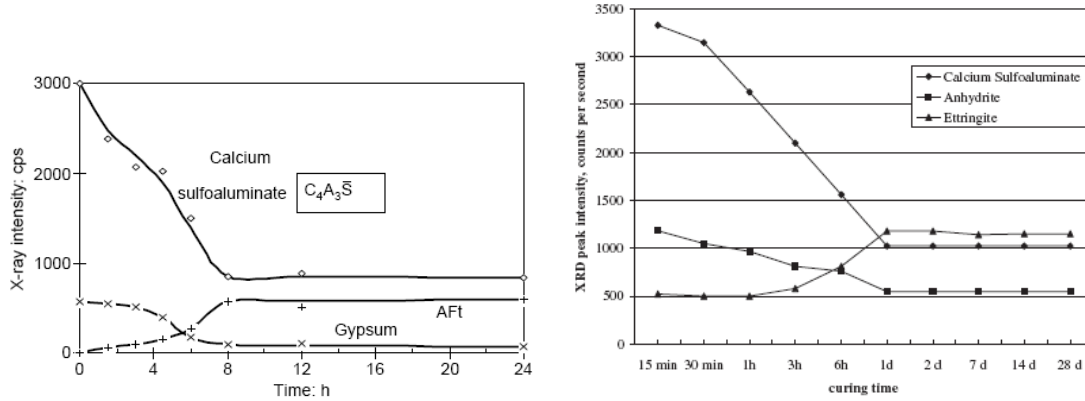 X-ray intensity: cps
3000
2000
1000
0
Calcium
sulfoaluminate
C₄A₃S̅
AFt
Gypsum
0 4 8 12 16 20 24
Time: h
XRD peak intensity, counts per second
3500
3000
2500
2000
1500
1000
500
0
Calcium Sulfoaluminate
Anhydrite
Ettringite
15 min 30 min 1h 3h 6h 1d 2 d 7 d 14 d 28 d
curing time